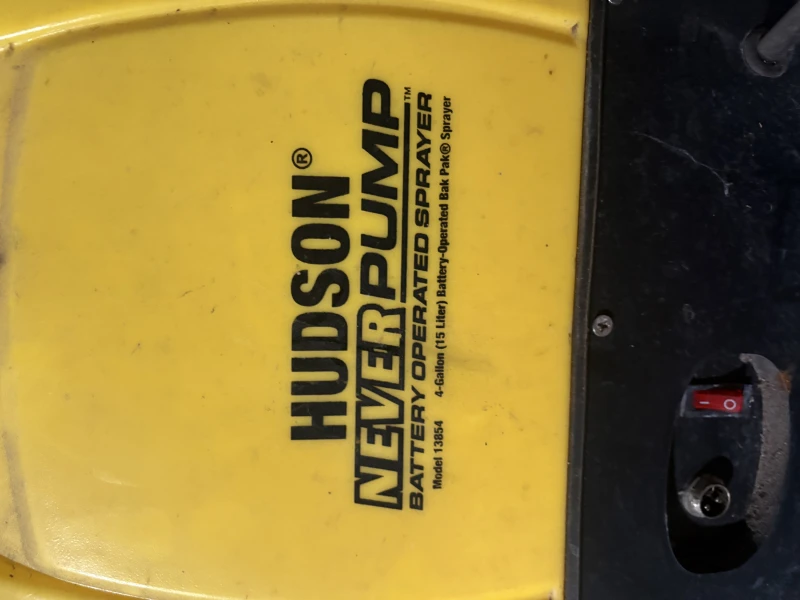 HUDSON®
NEVERPUMP™
BATTERY OPERATED SPRAYER
Model 13854 4-Gallon (15 Liter) Battery-Operated Bak Pak® Sprayer
I O